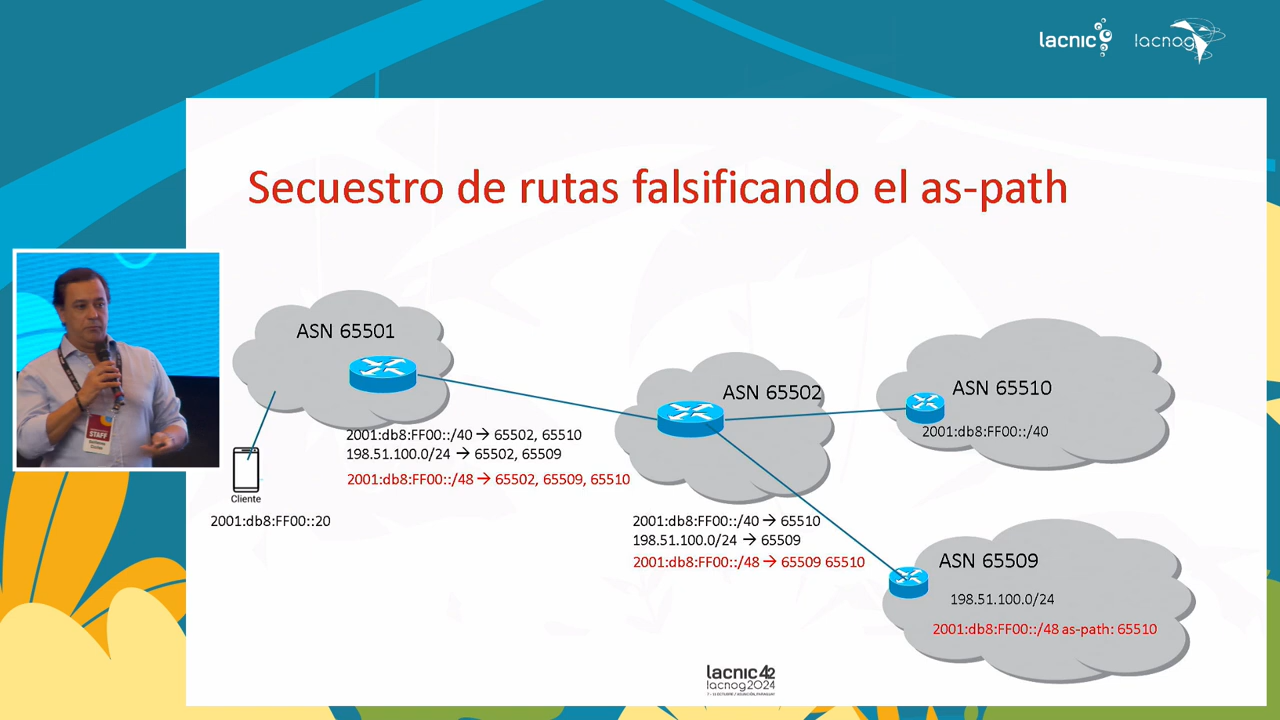 lacnic
lacnog
Secuestro de rutas falsificando el as-path
ASN 65501
ASN 65502
ASN 65510
2001:db8:FF00::/40
2001:db8:FF00::/40 → 65502, 65510
198.51.100.0/24 → 65502, 65509
2001:db8:FF00::/48 → 65502, 65509, 65510
STAFF
Cliente
2001:db8:FF00::20
2001:db8:FF00::/40 → 65510
198.51.100.0/24 → 65509
2001:db8:FF00::/48 → 65509 65510
ASN 65509
198.51.100.0/24
2001:db8:FF00::/48 as-path: 65510
lacnic42
lacnog2024